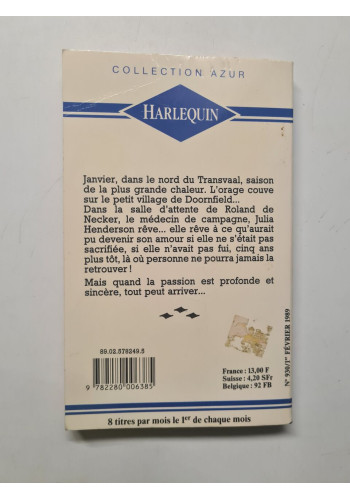 COLLECTION AZUR
HARLEQUIN
Janvier, dans le nord du Transvaal, saison
de la plus grande chaleur. L'orage couve
sur le petit village de Doornfield...
Dans la salle d'attente de Roland de
Necker, le médecin de campagne, Julia
Henderson rêve... elle rêve à ce qu'aurait
pu devenir son amour si elle ne s'était pas
sacrifiée, si elle n'avait pas fui, cinq ans
plus tôt, là où personne ne pourra jamais la
retrouver !
Mais quand la passion est profonde et
sincère, tout peut arriver...
89.02.578249.5
9 782280 006385
France : 13,00 F
Suisse : 4,20 SFr
Belgique : 92 FB
N° 930/1er FÉVRIER 1989
8 titres par mois le 1er de chaque mois